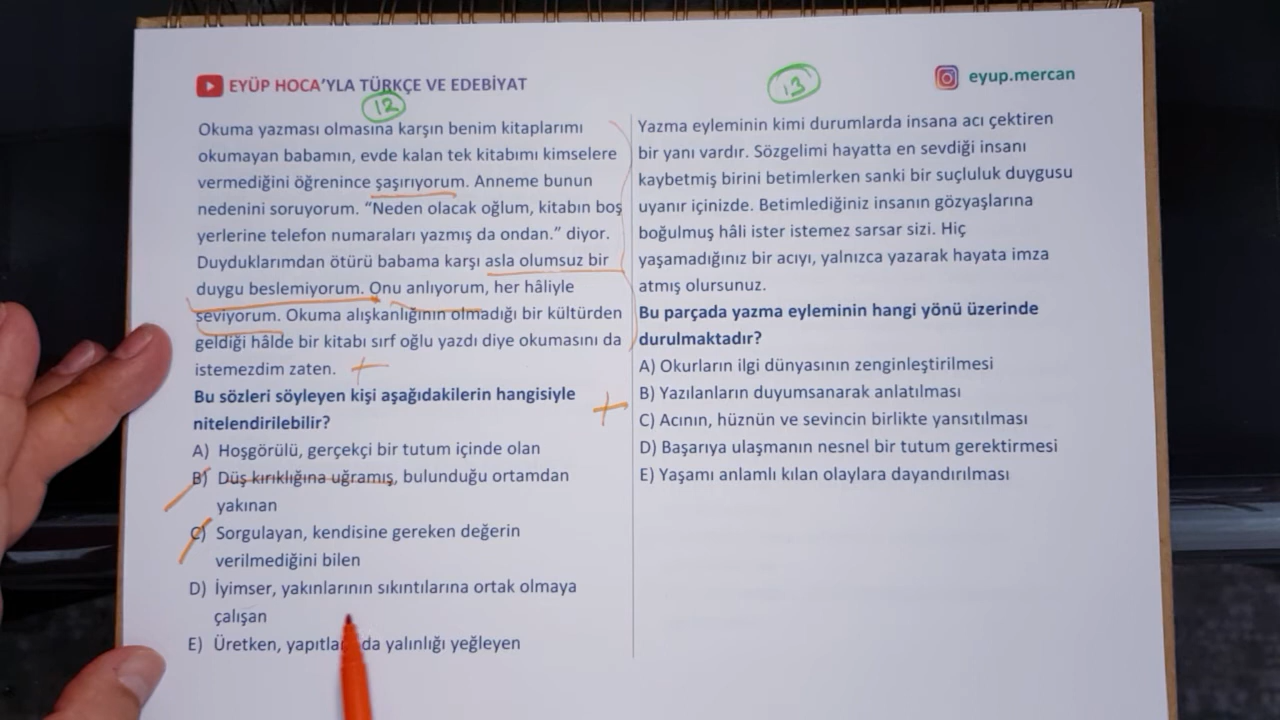 EYÜP HOCA'YLA TÜRKÇE VE EDEBİYAT
12
Okuma yazması olmasına karşın benim kitaplarımı
okumayan babamın, evde kalan tek kitabımı kimselere
vermediğini öğrenince şaşırıyorum. Anneme bunun
nedenini soruyorum. “Neden olacak oğlum, kitabın boş
yerlerine telefon numaraları yazmış da ondan.” diyor.
Duyduklarımdan ötürü babama karşı asla olumsuz bir
duygu beslemiyorum. Onu anlıyorum, her hâliyle
seviyorum. Okuma alışkanlığının olmadığı bir kültürden
geldiği hâlde bir kitabı sırf oğlu yazdı diye okumasını da
istemezdim zaten.
Bu sözleri söyleyen kişi aşağıdakilerin hangisiyle
nitelendirilebilir?
A) Hoşgörülü, gerçekçi bir tutum içinde olan
B) Düş kırıklığına uğramış, bulunduğu ortamdan
yakınan
C) Sorgulayan, kendisine gereken değerin
verilmediğini bilen
D) İyimser, yakınlarının sıkıntılarına ortak olmaya
çalışan
E) Üretken, yapıtla da yalınlığı yeğleyen
13
eyup.mercan
Yazma eyleminin kimi durumlarda insana acı çektiren
bir yanı vardır. Sözgelimi hayatta en sevdiği insanı
kaybetmiş birini betimlerken sanki bir suçluluk duygusu
uyanır içinizde. Betimlediğiniz insanın gözyaşlarına
boğulmuş hâli ister istemez sarsar sizi. Hiç
yaşamadığınız bir acıyı, yalnızca yazarak hayata imza
atmış olursunuz.
Bu parçada yazma eyleminin hangi yönü üzerinde
durulmaktadır?
A) Okurların ilgi dünyasının zenginleştirilmesi
B) Yazılanların duyumsanarak anlatılması
C) Acının, hüznün ve sevincin birlikte yansıtılması
D) Başarıya ulaşmanın nesnel bir tutum gerektirmesi
E) Yaşamı anlamlı kılan olaylara dayandırılması